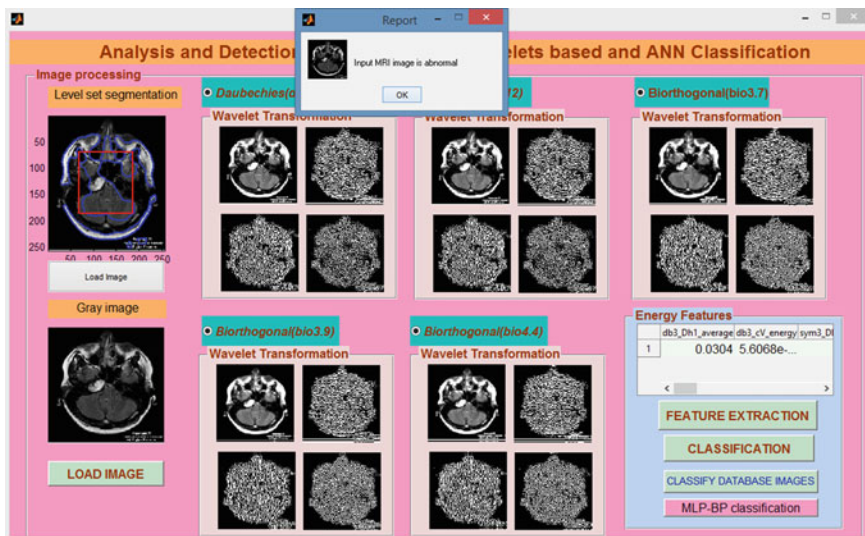 Report
Input MRI image is abnormal
OK
Analysis and Detection
elets based and ANN Classification
Image processing
Level set segmentation
50
100
150
200
250
50 100 150 200 250
Load Image
Gray image
LOAD IMAGE
Daubechies(d
Wavelet Transformation
12)
Wavelet Transformation
Biorthogonal(bio3.7)
Wavelet Transformation
Biorthogonal(bio3.9)
Wavelet Transformation
Biorthogonal(bio4.4)
Wavelet Transformation
Energy Features
db3_Dh1_average db3_cV_energy sym3_D
1 0.0304 5.6068e-...
FEATURE EXTRACTION
CLASSIFICATION
CLASSIFY DATABASE IMAGES
MLP-BP classification